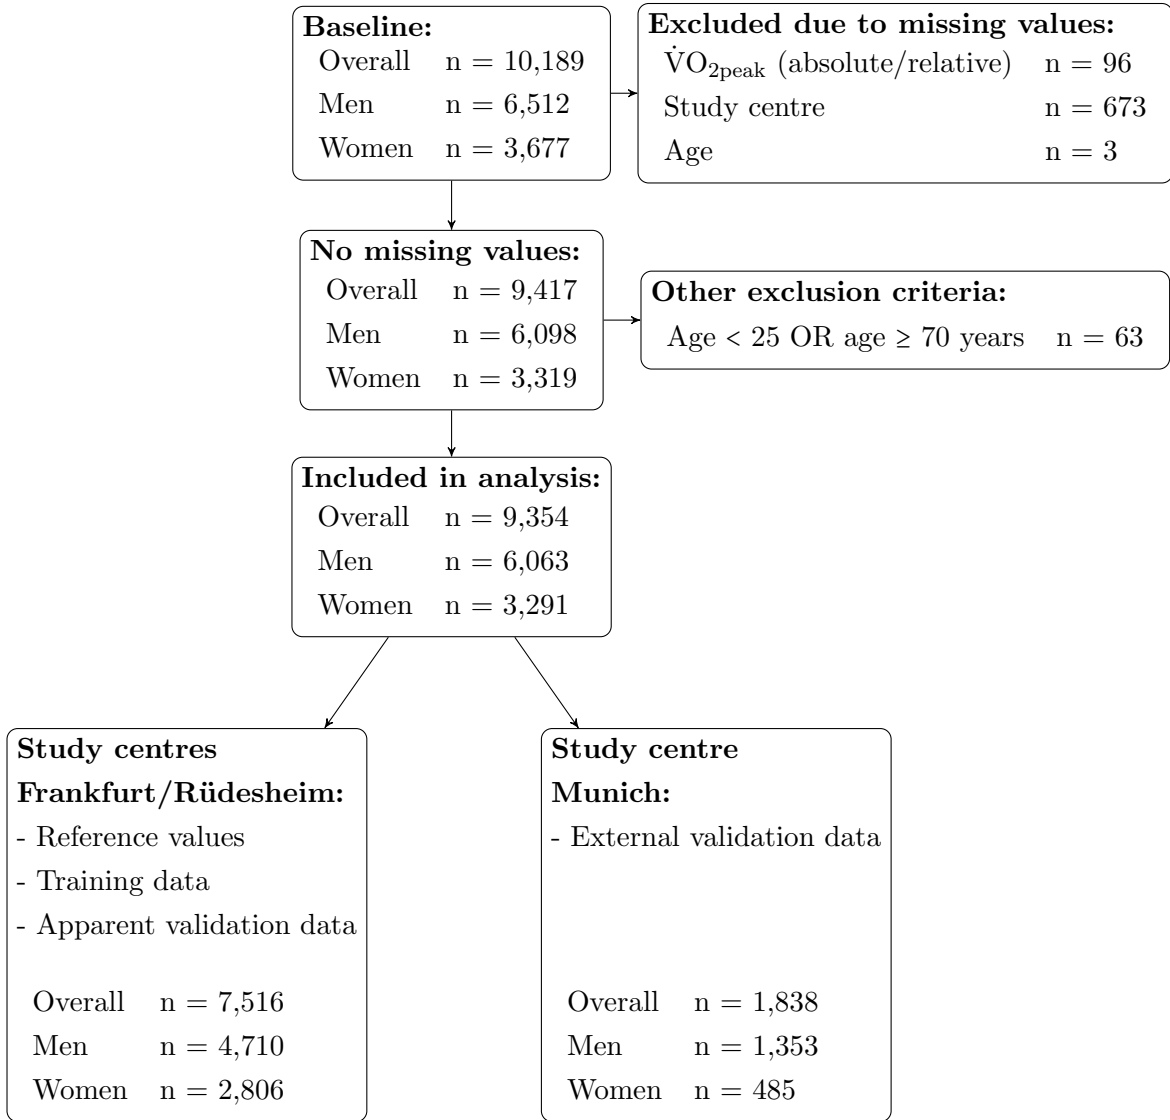 Baseline:
Overall n = 10,189
Men n = 6,512
Women n = 3,677
Excluded due to missing values:
V̇O₂peak (absolute/relative) n = 96
Study centre n = 673
Age n = 3
No missing values:
Overall n = 9,417
Men n = 6,098
Women n = 3,319
Other exclusion criteria:
Age < 25 OR age ≥ 70 years n = 63
Included in analysis:
Overall n = 9,354
Men n = 6,063
Women n = 3,291
Study centres
Frankfurt/Rüdesheim:
- Reference values
- Training data
- Apparent validation data
Overall n = 7,516
Men n = 4,710
Women n = 2,806
Study centre
Munich:
- External validation data
Overall n = 1,838
Men n = 1,353
Women n = 485